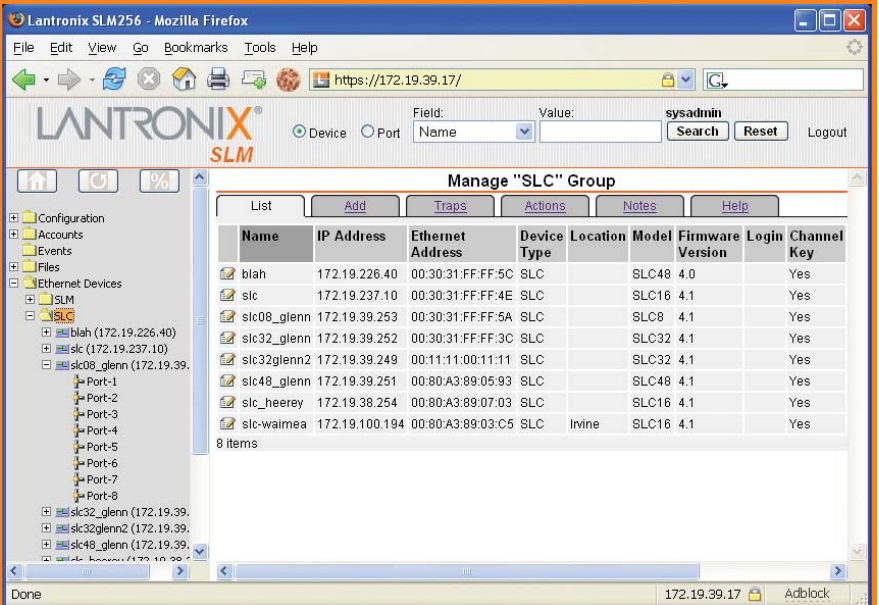 Lantronix SLM256 - Mozilla Firefox
File Edit View Go Bookmarks Tools Help
https://172.19.39.17/
G
LANTRONIX®
SLM
Device Port
Field:
Name
Value:
sysadmin
Search Reset Logout
%
Configuration
Accounts
Events
Files
Ethernet Devices
SLM
SLC
blah (172.19.226.40)
slc (172.19.237.10)
slc08_glenn (172.19.39.
Port-1
Port-2
Port-3
Port-4
Port-5
Port-6
Port-7
Port-8
slc32_glenn (172.19.39.
slc32glenn2 (172.19.39.
slc48_glenn (172.19.39.
Manage "SLC" Group
List Add Traps Actions Notes Help
Name IP Address Ethernet Address Device Type Location Model Firmware Version Login Channel Key
blah 172.19.226.40 00:30:31:FF:FF:5C SLC SLC48 4.0 Yes
slc 172.19.237.10 00:30:31:FF:FF:4E SLC SLC16 4.1 Yes
slc08_glenn 172.19.39.253 00:30:31:FF:FF:5A SLC SLC8 4.1 Yes
slc32_glenn 172.19.39.252 00:30:31:FF:FF:3C SLC SLC32 4.1 Yes
slc32glenn2 172.19.39.249 00:11:11:00:11:11 SLC SLC32 4.1 Yes
slc48_glenn 172.19.39.251 00:80:A3:89:05:93 SLC SLC48 4.1 Yes
slc_heerey 172.19.38.254 00:80:A3:89:07:03 SLC SLC16 4.1 Yes
slc-waimea 172.19.100.194 00:80:A3:89:03:C5 SLC Irvine SLC16 4.1 Yes
8 items
Done
172.19.39.17 Adblock